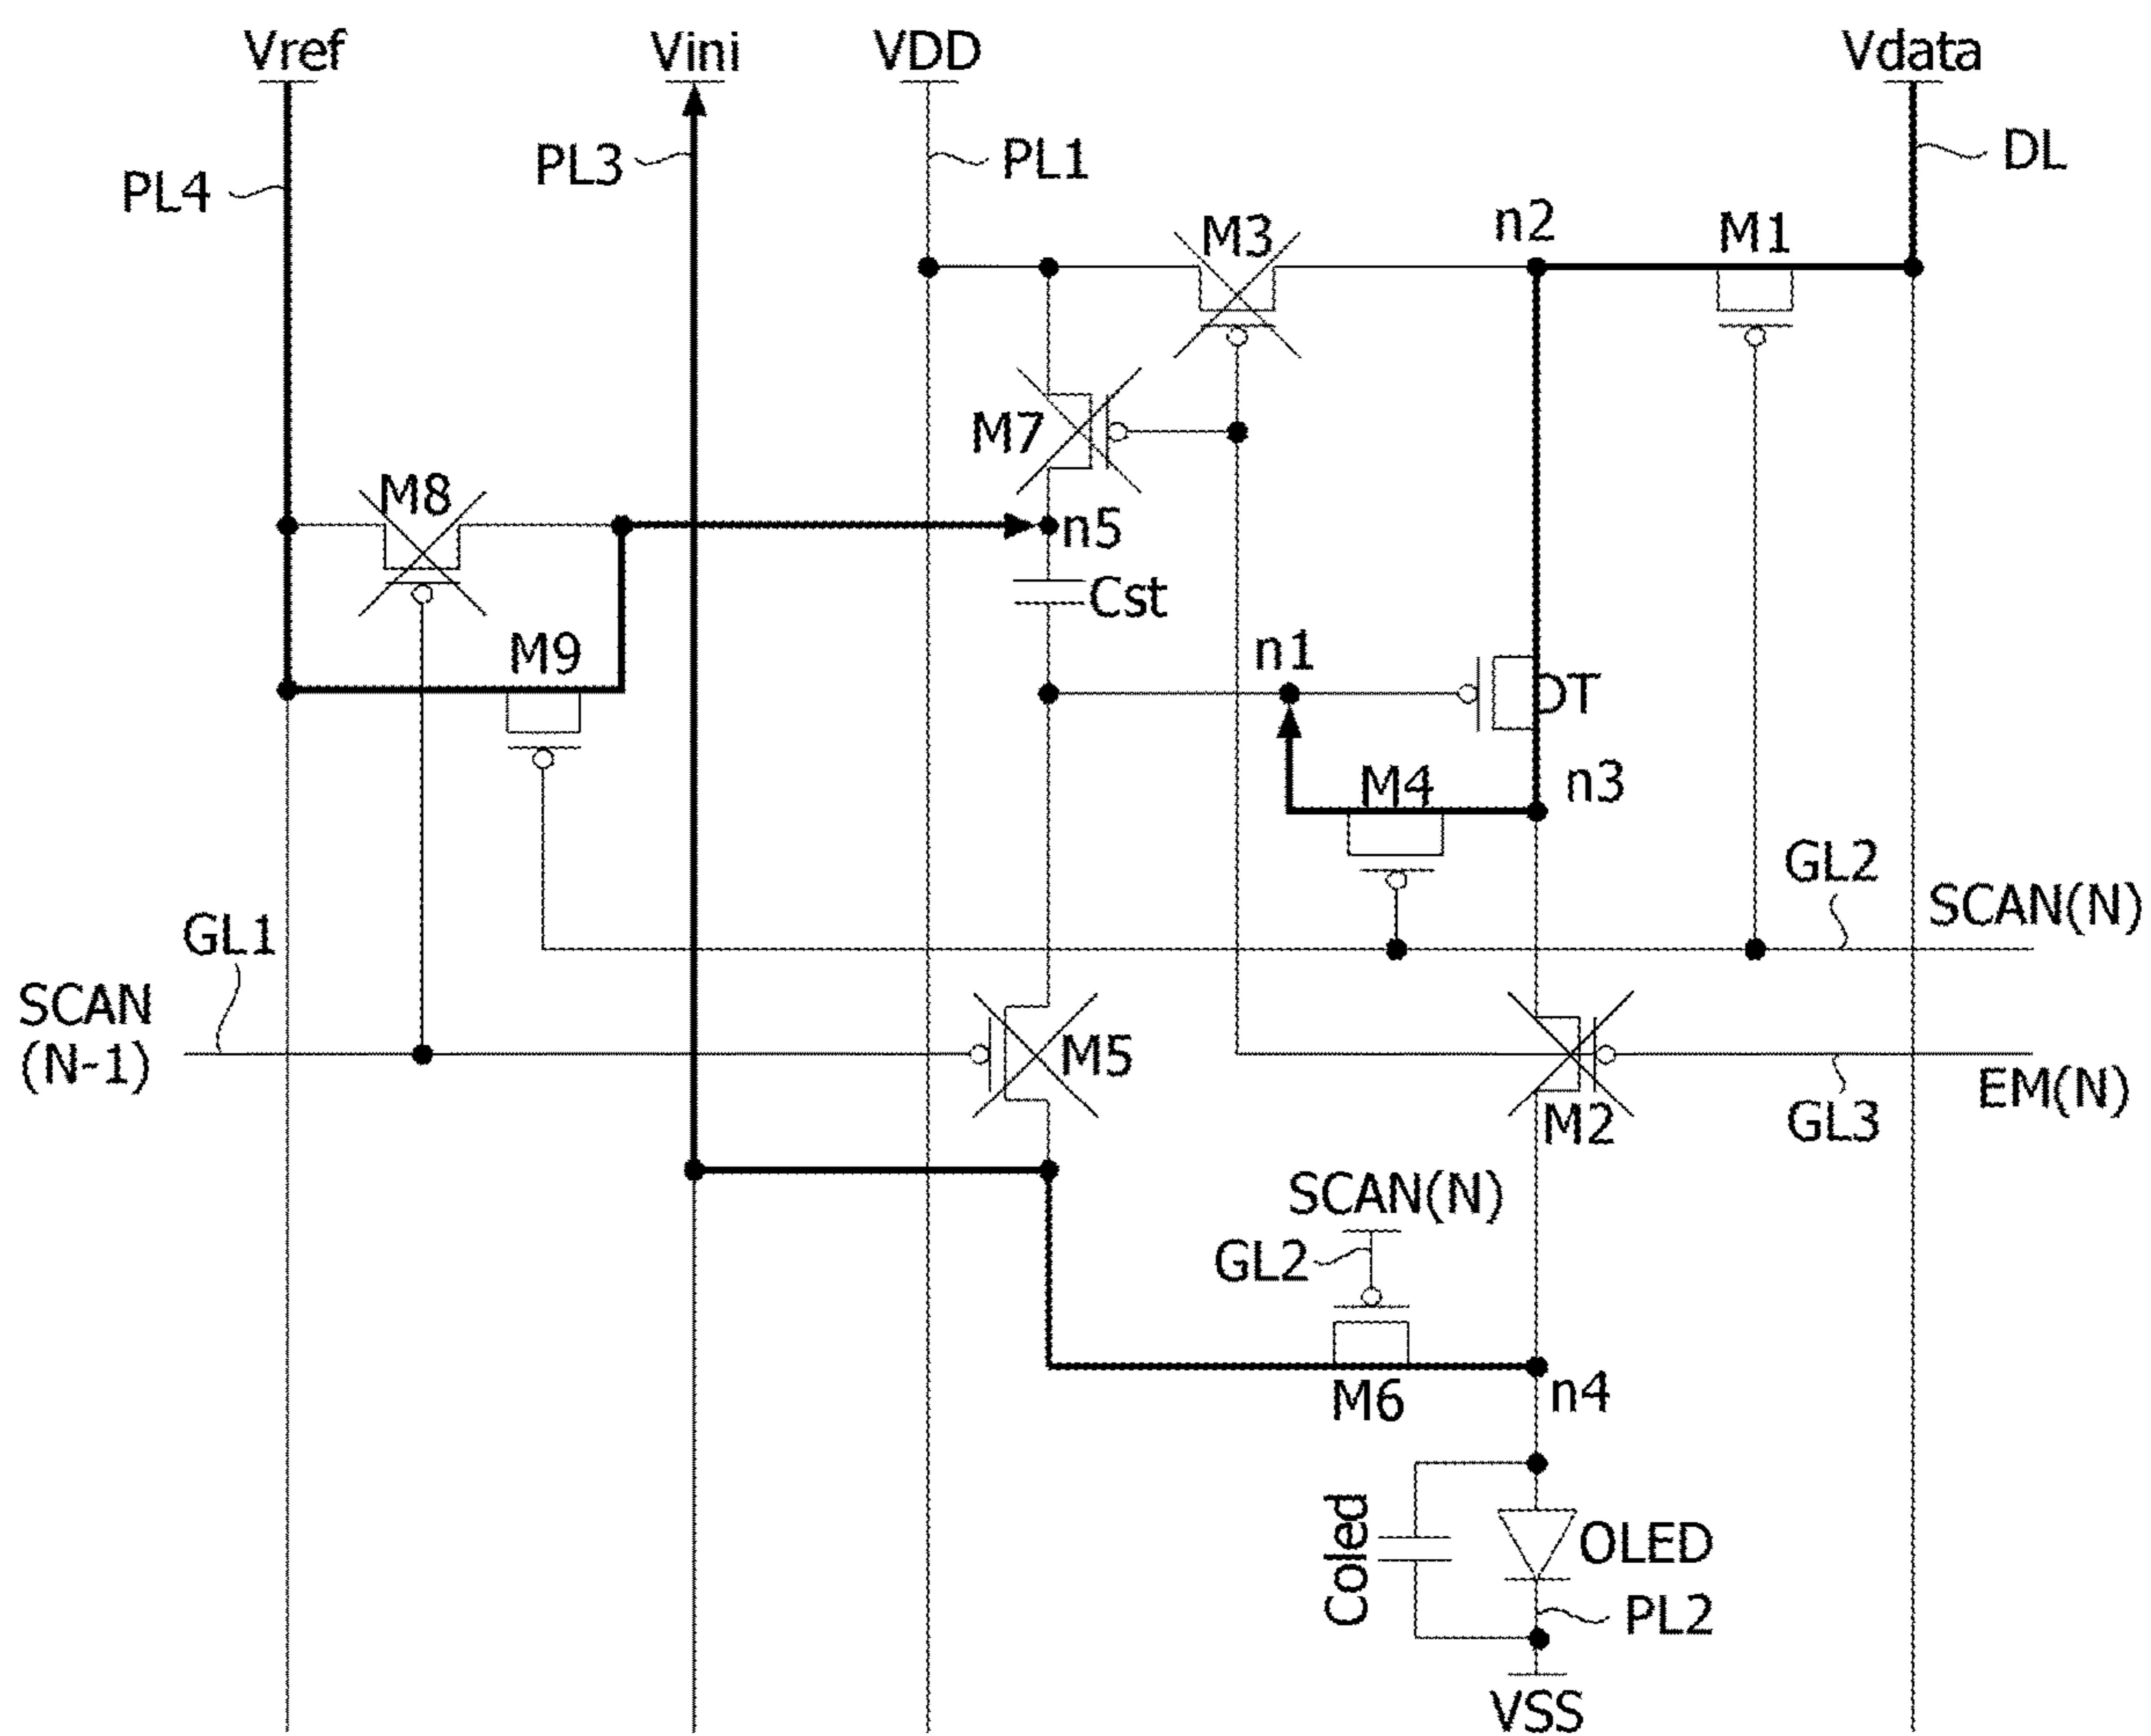 Vref
Vini
VDD
Vdata
PL4
PL3
PL1
DL
M3
n2
M1
M7
M8
n5
Cst
M9
n1
DT
M4
n3
GL2
SCAN(N)
GL1
SCAN
(N-1)
M5
M2
GL3
EM(N)
SCAN(N)
GL2
M6
n4
Coled
OLED
PL2
VSS